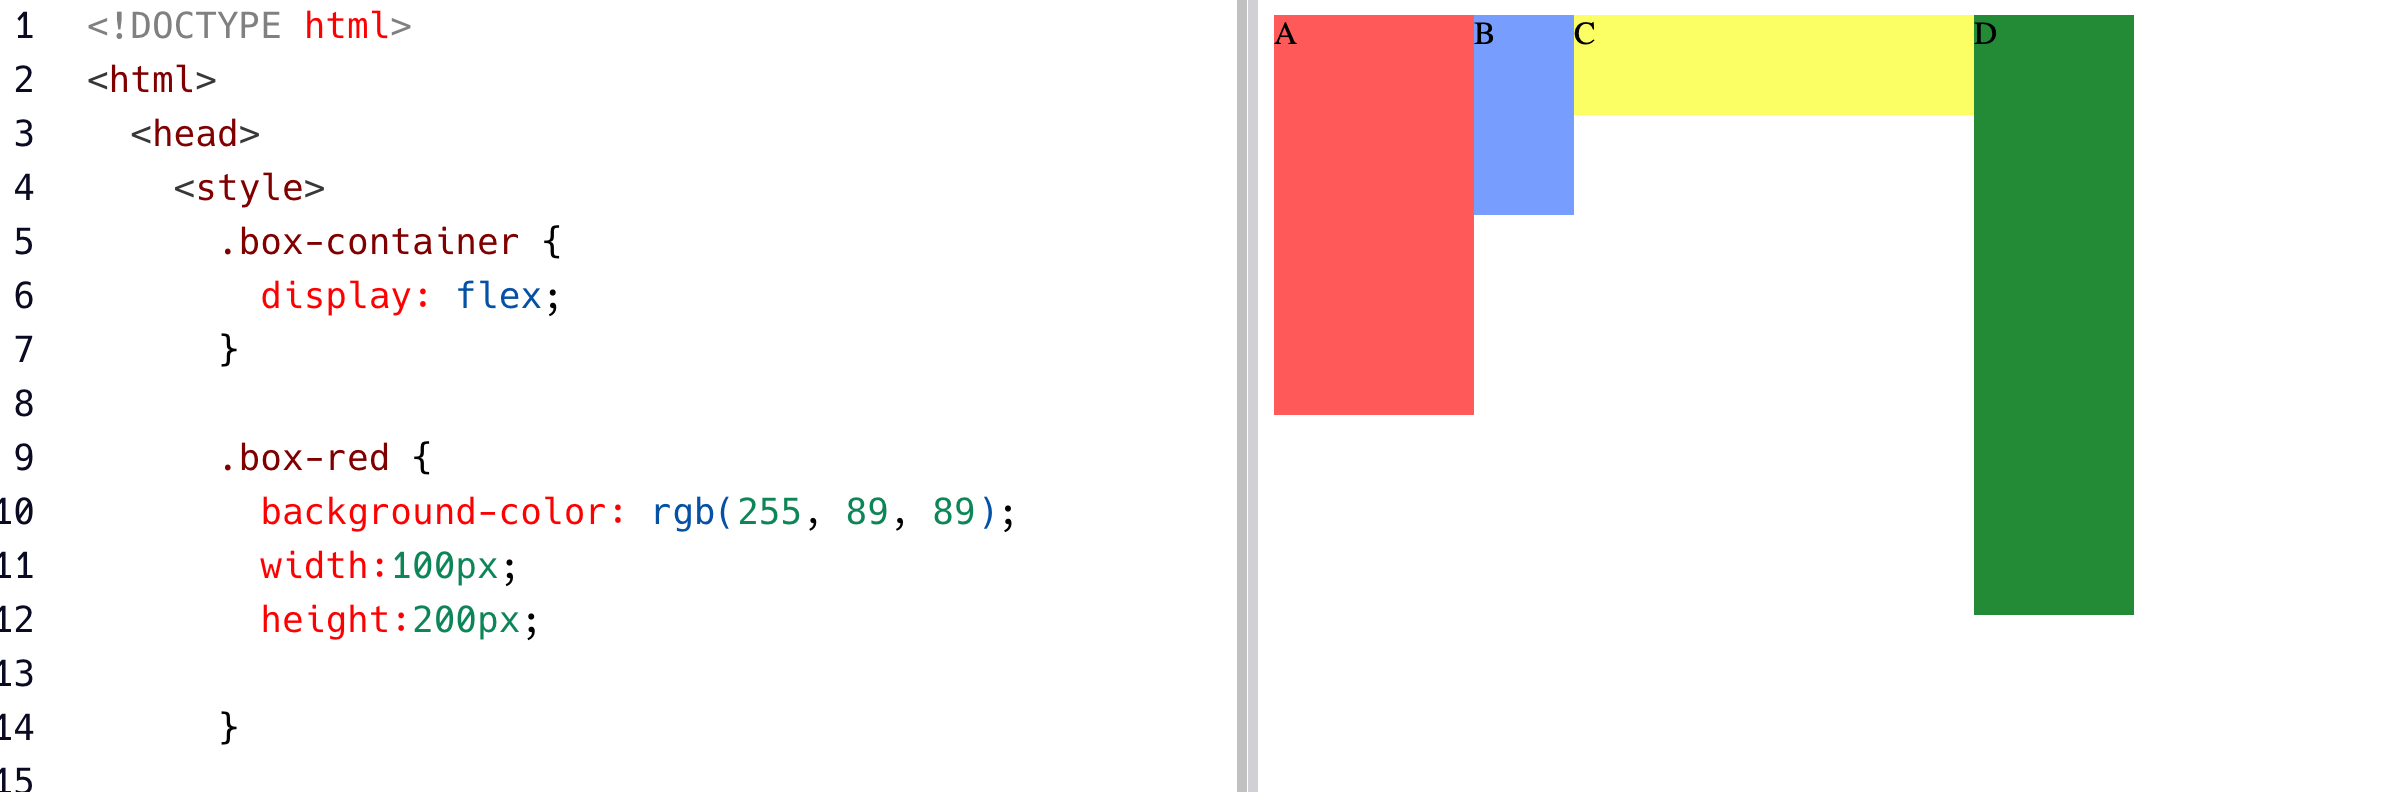 1 <!DOCTYPE html>
2 <html>
3 <head>
4 <style>
5 .box-container {
6 display: flex;
7 }
8
9 .box-red {
10 background-color: rgb(255, 89, 89);
11 width:100px;
12 height:200px;
13
14 }
15
A B C D